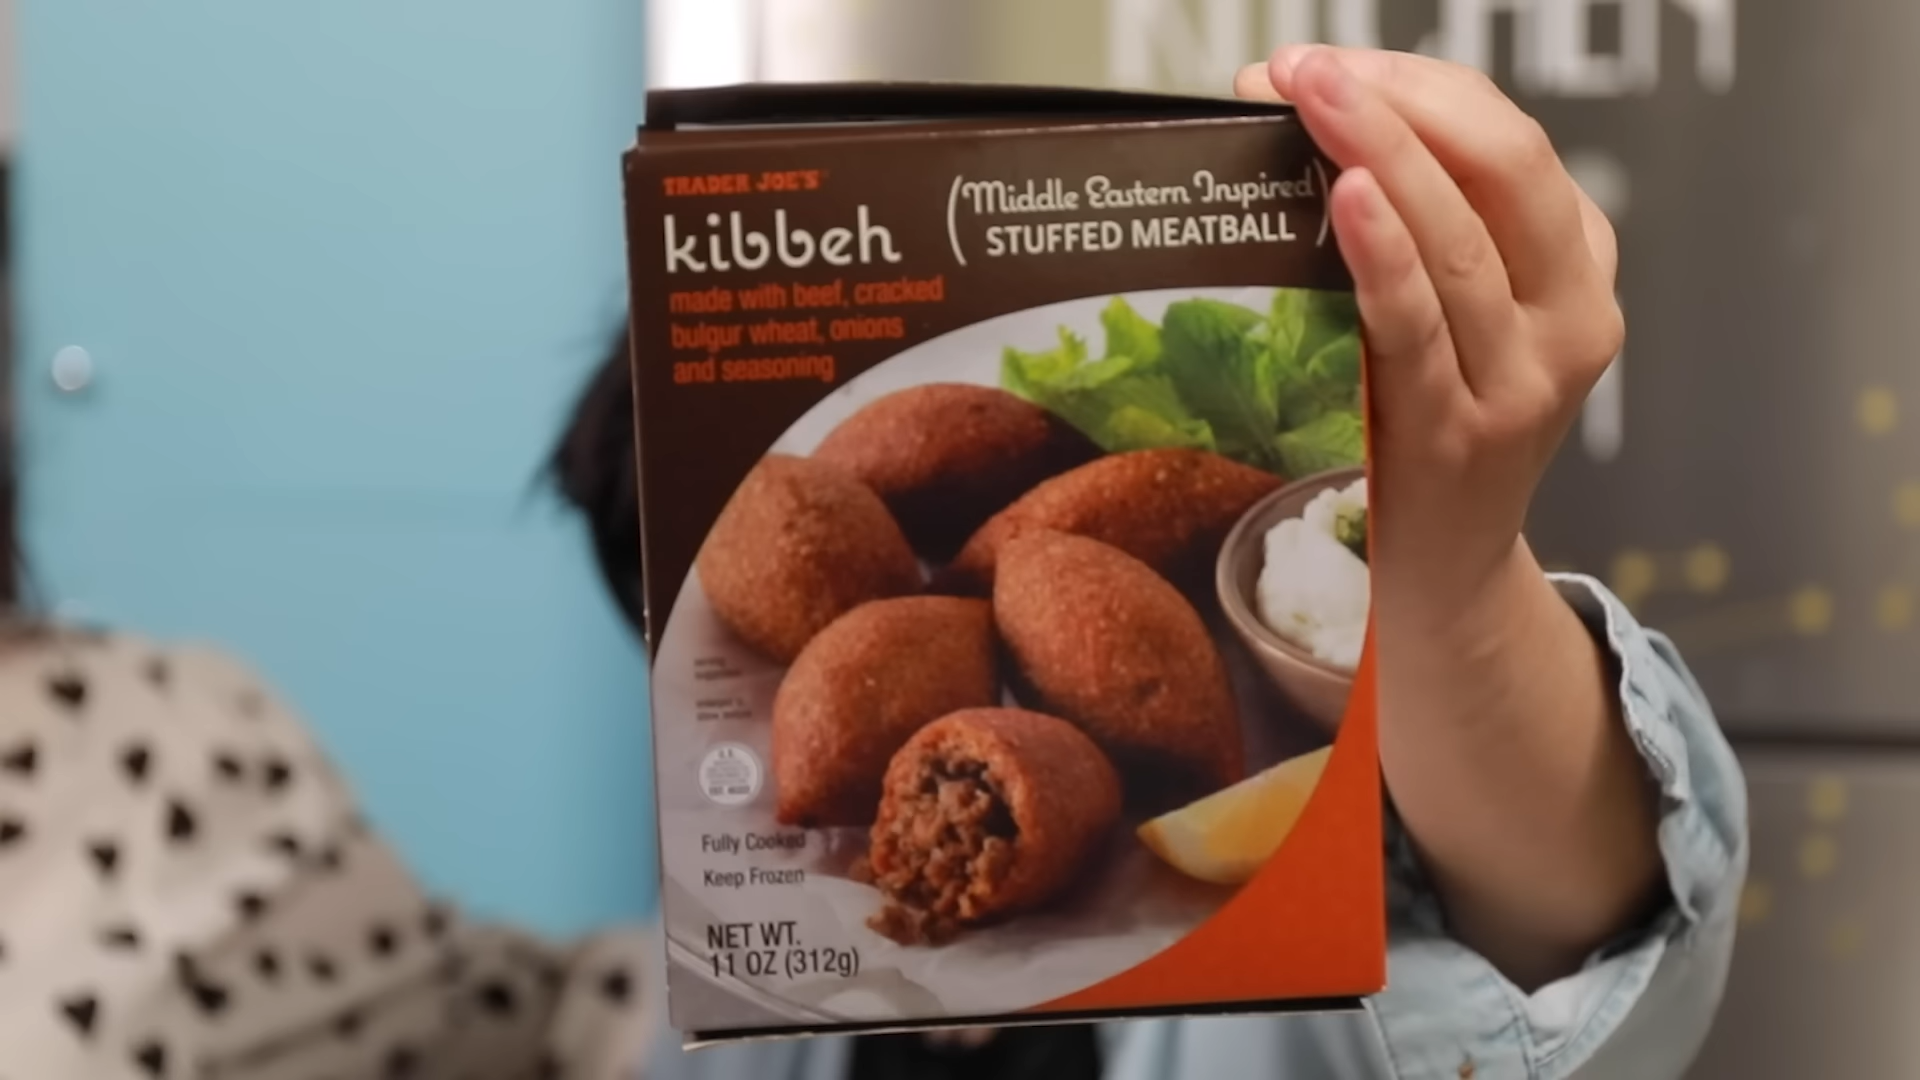 TRADER JOE'S
kibbeh
(Middle Eastern Inspired)
STUFFED MEATBALL
made with beef, cracked
bulgur wheat, onions
and seasoning
Fully Cooked
Keep Frozen
NET WT.
11 OZ (312g)